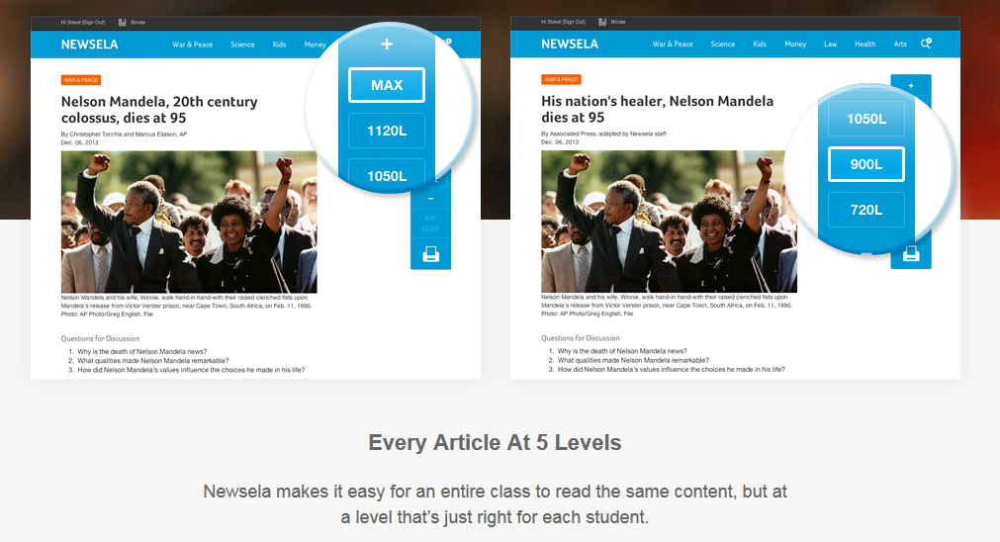 Hi Steve! [Sign Out] Binder
NEWSELA War & Peace Science Kids Money
WAR & PEACE
Nelson Mandela, 20th century
colossus, dies at 95
By Christopher Torchia and Marcus Eliason, AP
Dec. 06, 2013
+
MAX
1120L
1050L
–
NO
QUIZ
Nelson Mandela and his wife, Winnie, walk hand-in hand-with their raised clenched fists upon
Mandela's release from Victor Verster prison, near Cape Town, South Africa, on Feb. 11, 1990.
Photo: AP Photo/Greg English, File
Questions for Discussion
1. Why is the death of Nelson Mandela news?
2. What qualities made Nelson Mandela remarkable?
3. How did Nelson Mandela's values influence the choices he made in his life?
Hi Steve! [Sign Out] Binder
NEWSELA War & Peace Science Kids Money Law Health Arts
WAR & PEACE
His nation's healer, Nelson Mandela
dies at 95
By Associated Press, adapted by Newsela staff
Dec. 06, 2013
+
1050L
900L
720L
Nelson Mandela and his wife, Winnie, walk hand-in hand-with their raised clenched fists upon
Mandela's release from Victor Verster prison, near Cape Town, South Africa, on Feb. 11, 1990.
Photo: AP Photo/Greg English, File
Questions for Discussion
1. Why is the death of Nelson Mandela news?
2. What qualities made Nelson Mandela remarkable?
3. How did Nelson Mandela's values influence the choices he made in his life?
Every Article At 5 Levels
Newsela makes it easy for an entire class to read the same content, but at
a level that's just right for each student.